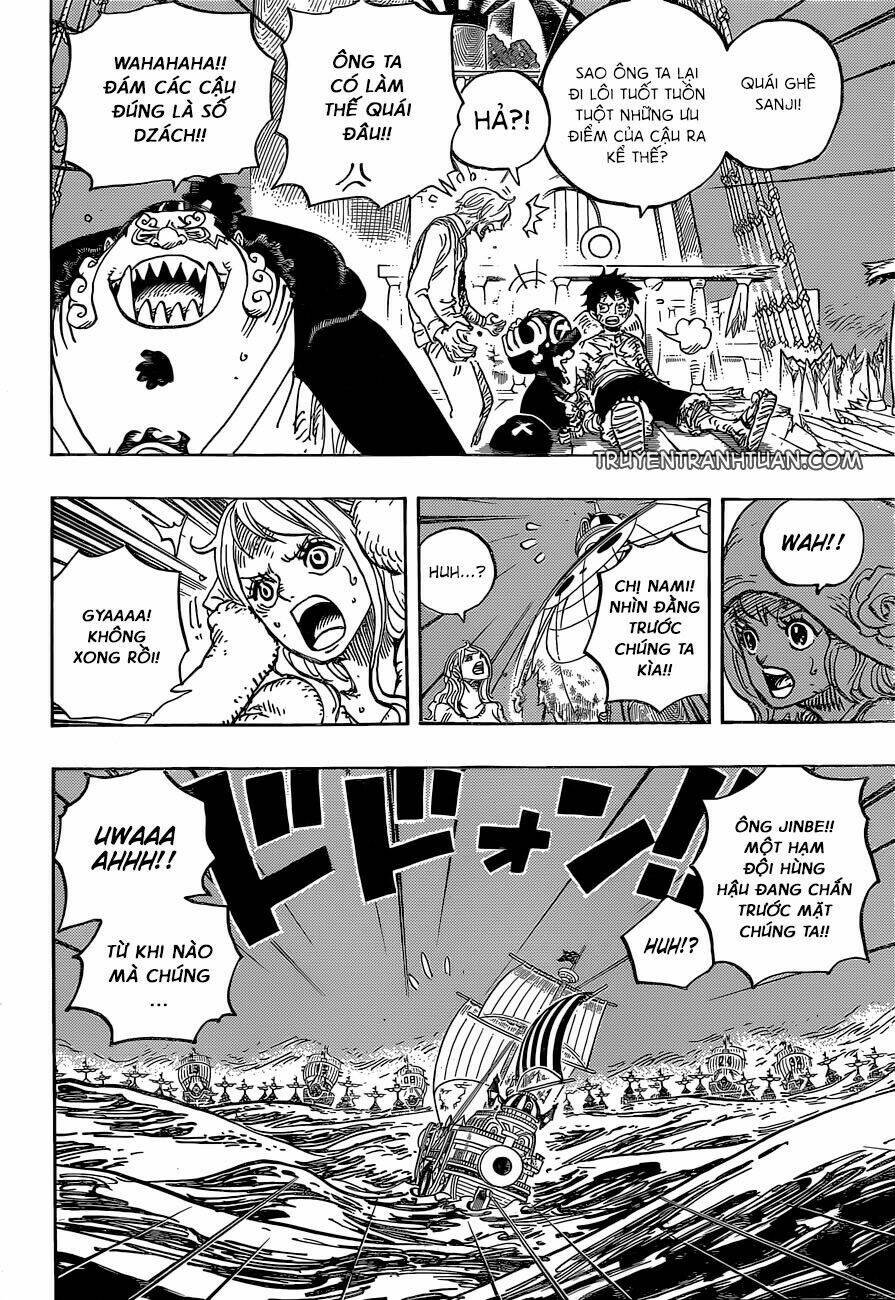 QUÁI GHÊ
SANJI!
SAO ÔNG TA LẠI
ĐI LÔI TUỐT TUỒN
TUỘT NHỮNG ƯU
ĐIỂM CỦA CẬU RA
KỂ THẾ?
HẢ?!
ÔNG TA
CÓ LÀM
THẾ QUÁI
ĐÂU!!
WAHAHAHA!!
ĐÁM CÁC CẬU
ĐÚNG LÀ SỐ
DZÁCH!!
TRUYENTRANHTUAN.COM
WAH!!
CHỊ NAMI!
NHÌN ĐẰNG
TRƯỚC
CHÚNG TA
KÌA!!
HUH...?
GYAAAA!
KHÔNG
XONG RỒI!!
ÔNG JINBE!!
MỘT HẠM
ĐỘI HÙNG
HẬU ĐANG CHẮN
TRƯỚC MẶT
CHÚNG TA!!
HUH!?
ドドォン!!
UWAAA
AHHH!!
TỪ KHI NÀO
MÀ CHÚNG
...